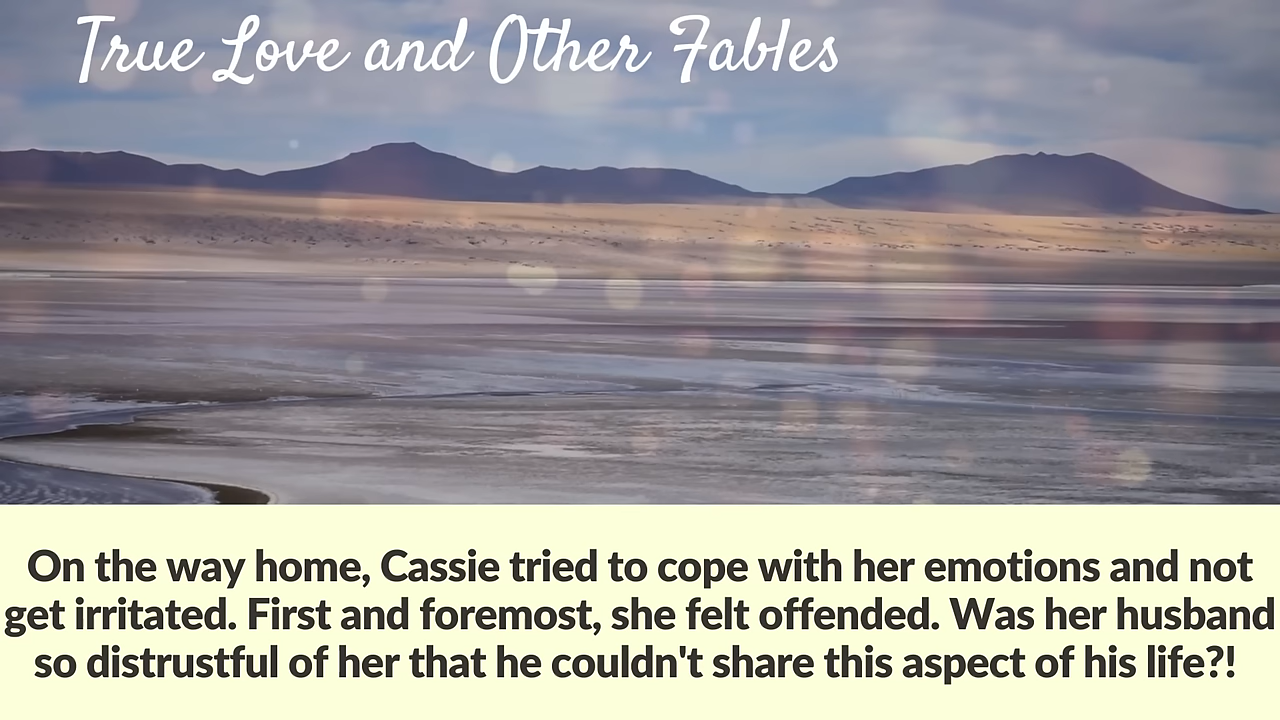 True Love and Other Fables
On the way home, Cassie tried to cope with her emotions and not
get irritated. First and foremost, she felt offended. Was her husband
so distrustful of her that he couldn't share this aspect of his life?!